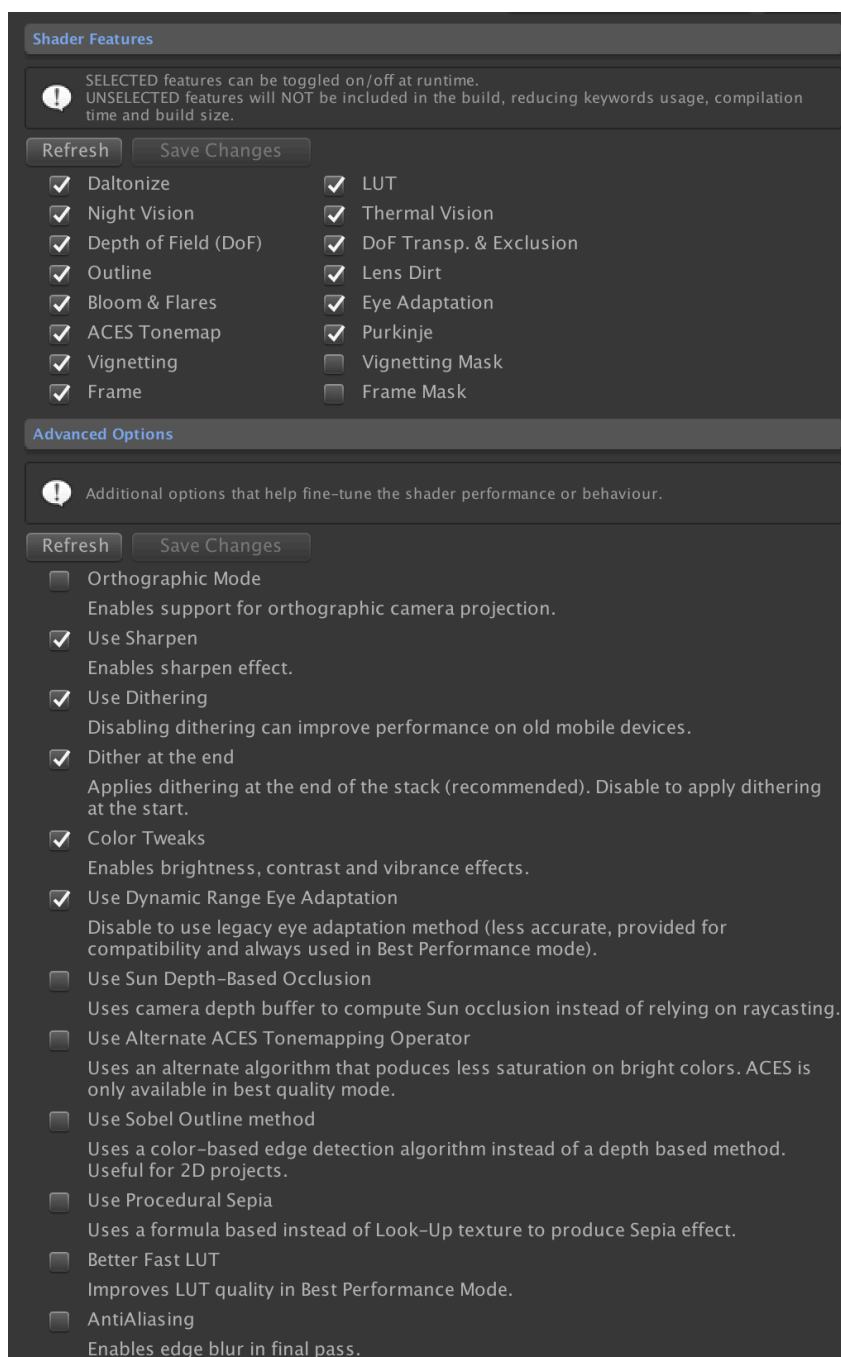 Shader Features
SELECTED features can be toggled on/off at runtime.
UNSELECTED features will NOT be included in the build, reducing keywords usage, compilation
time and build size.
Refresh Save Changes
Daltonize LUT
Night Vision Thermal Vision
Depth of Field (DoF) DoF Transp. & Exclusion
Outline Lens Dirt
Bloom & Flares Eye Adaptation
ACES Tonemap Purkinje
Vignetting Vignetting Mask
Frame Frame Mask
Advanced Options
Additional options that help fine-tune the shader performance or behaviour.
Refresh Save Changes
Orthographic Mode
Enables support for orthographic camera projection.
Use Sharpen
Enables sharpen effect.
Use Dithering
Disabling dithering can improve performance on old mobile devices.
Dither at the end
Applies dithering at the end of the stack (recommended). Disable to apply dithering
at the start.
Color Tweaks
Enables brightness, contrast and vibrance effects.
Use Dynamic Range Eye Adaptation
Disable to use legacy eye adaptation method (less accurate, provided for
compatibility and always used in Best Performance mode).
Use Sun Depth-Based Occlusion
Uses camera depth buffer to compute Sun occlusion instead of relying on raycasting.
Use Alternate ACES Tonemapping Operator
Uses an alternate algorithm that poduces less saturation on bright colors. ACES is
only available in best quality mode.
Use Sobel Outline method
Uses a color-based edge detection algorithm instead of a depth based method.
Useful for 2D projects.
Use Procedural Sepia
Uses a formula based instead of Look-Up texture to produce Sepia effect.
Better Fast LUT
Improves LUT quality in Best Performance Mode.
AntiAliasing
Enables edge blur in final pass.